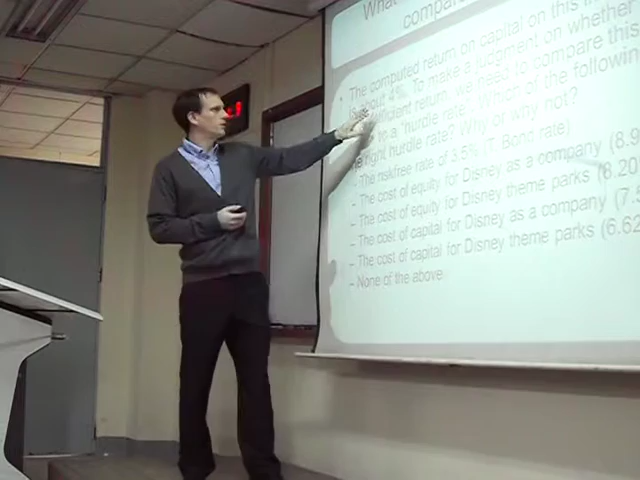 What
compare
• The computed return on capital on this
is about 4%. To make a judgment on whether
sufficient return, we need to compare this
to a "hurdle rate". Which of the following
right hurdle rate? Why or why not?
– The riskfree rate of 3.5% (T. Bond rate)
– The cost of equity for Disney as a company (8.9
– The cost of equity for Disney theme parks (8.20
– The cost of capital for Disney as a company (7.
– The cost of capital for Disney theme parks (6.62
– None of the above